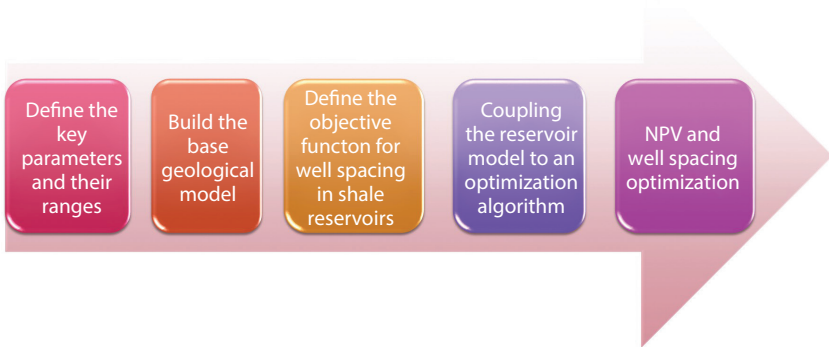 Define the
key
parameters
and their
ranges
Build the
base
geological
model
Define the
objective
functon for
well spacing
in shale
reservoirs
Coupling
the reservoir
model to an
optimization
algorithm
NPV and
well spacing
optimization